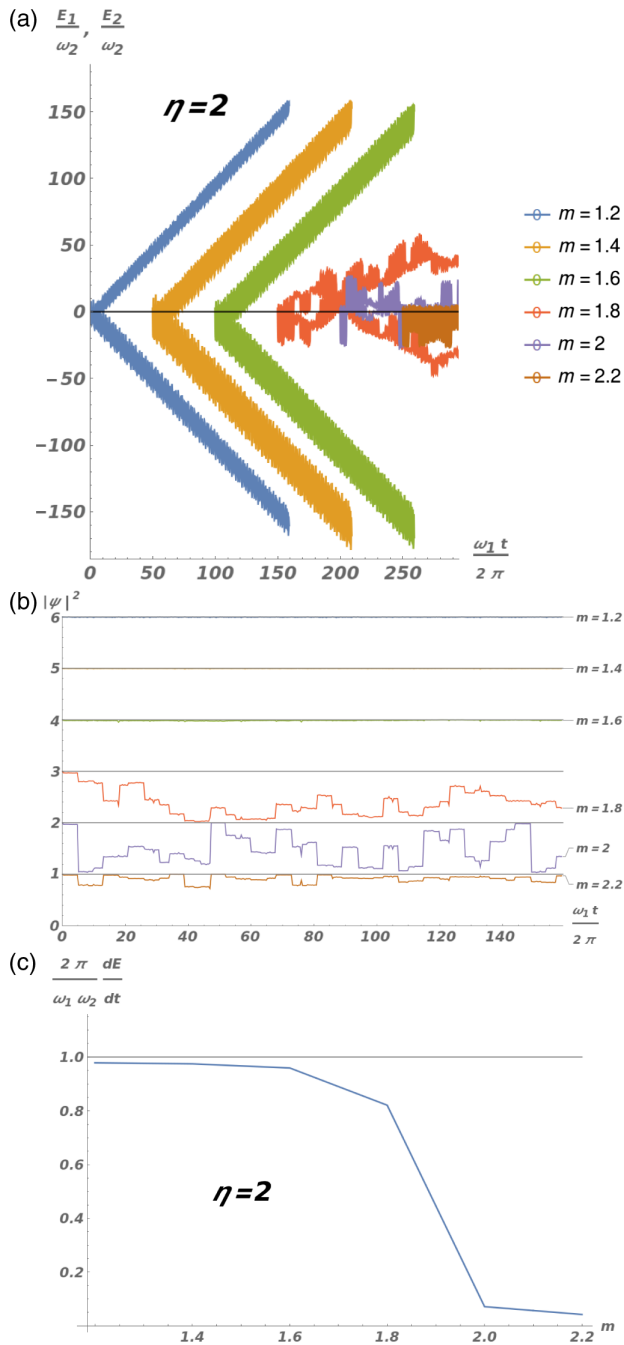 (a)
E₁/ω₂ , E₂/ω₂
η=2
150
100
50
0
−50
−100
−150
0 50 100 150 200 250
ω₁ t / 2 π
m = 1.2
m = 1.4
m = 1.6
m = 1.8
m = 2
m = 2.2
(b)
|ψ|²
6
5
4
3
2
1
0
m = 1.2
m = 1.4
m = 1.6
m = 1.8
m = 2
m = 2.2
0 20 40 60 80 100 120 140
ω₁ t / 2 π
(c)
2 π / ω₁ ω₂ dE / dt
1.0
0.8
0.6
0.4
0.2
η=2
1.4 1.6 1.8 2.0 2.2
m